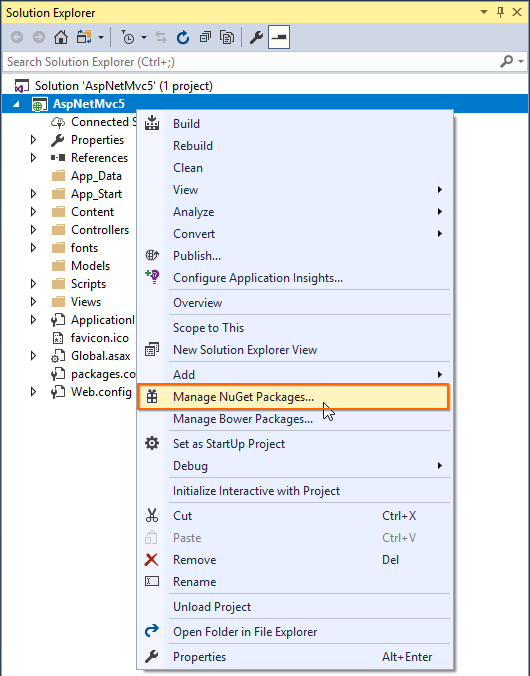 Solution Explorer
Search Solution Explorer (Ctrl+;)
Solution 'AspNetMvc5' (1 project)
AspNetMvc5
Connected S
Properties
References
App_Data
App_Start
Content
Controllers
fonts
Models
Scripts
Views
ApplicationI
favicon.ico
Global.asax
packages.co
Web.config
Build
Rebuild
Clean
View
Analyze
Convert
Publish...
Configure Application Insights...
Overview
Scope to This
New Solution Explorer View
Add
Manage NuGet Packages...
Manage Bower Packages...
Set as StartUp Project
Debug
Initialize Interactive with Project
Cut Ctrl+X
Paste Ctrl+V
Remove Del
Rename
Unload Project
Open Folder in File Explorer
Properties Alt+Enter